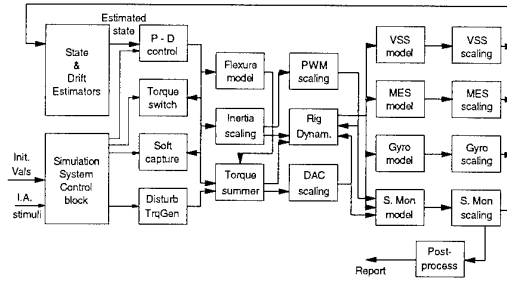 Estimated
state
State
&
Drift
Estimators
P - D
control
Torque
switch
Soft
capture
Disturb
TrqGen
Init.
Vals
I.A.
stimuli
Simulation
System
Control
block
Flexure
model
Inertia
scaling
Torque
summer
PWM
scaling
Rig
Dynam.
DAC
scaling
VSS
model
VSS
scaling
MES
model
MES
scaling
Gyro
model
Gyro
scaling
S. Mon
model
S. Mon
scaling
Post-
process
Report